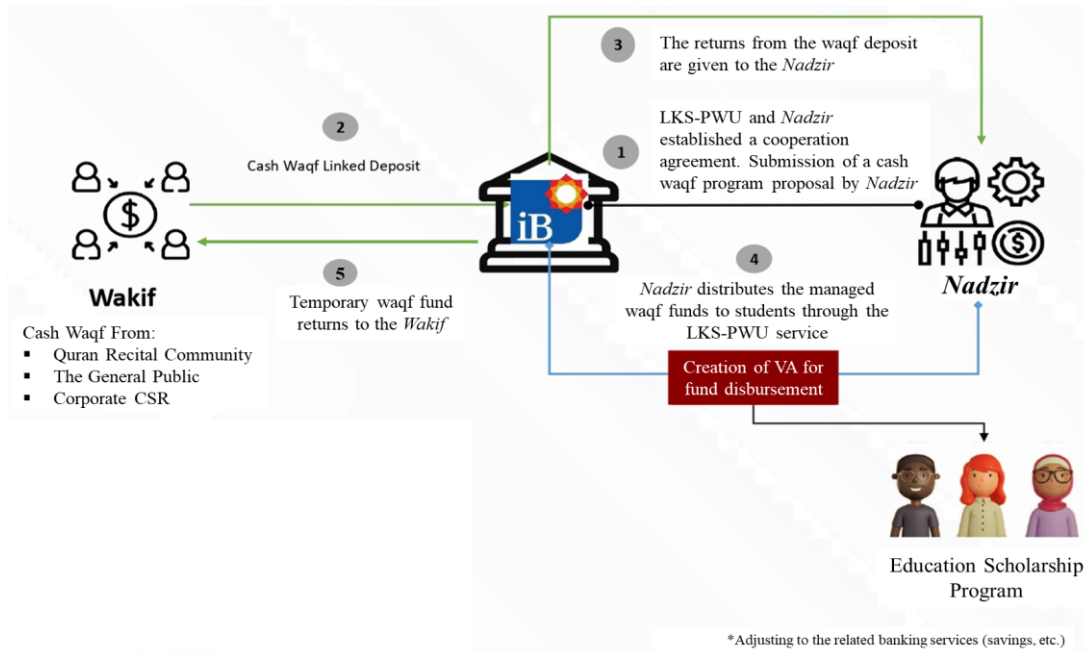 3
The returns from the waqf deposit
are given to the Nadzir
2
Cash Waqf Linked Deposit
1
LKS-PWU and Nadzir
established a cooperation
agreement. Submission of a cash
waqf program proposal by Nadzir
$
iB
$
Wakif
5
Temporary waqf fund
returns to the Wakif
4
Nadzir distributes the managed
waqf funds to students through the
LKS-PWU service
Nadzir
Cash Waqf From:
▪ Quran Recital Community
▪ The General Public
▪ Corporate CSR
Creation of VA for
fund disbursement
Education Scholarship
Program
*Adjusting to the related banking services (savings, etc.)